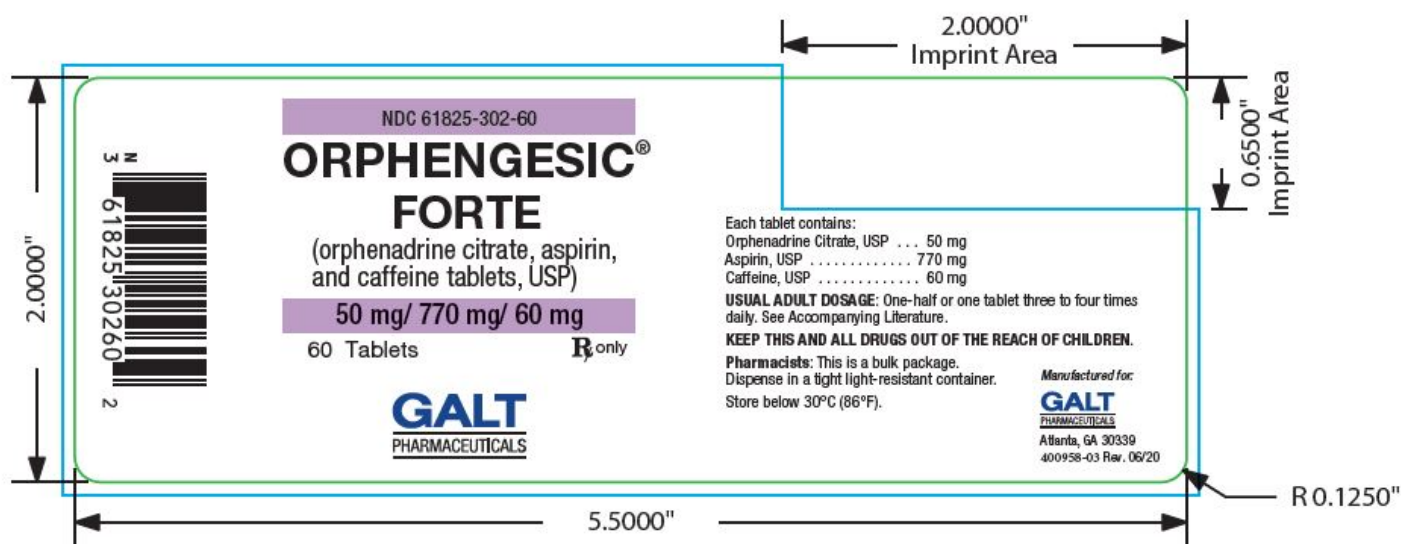 2.0000"
Imprint Area
0.6500"
Imprint Area
2.0000"
N
3
61825 30260
2
NDC 61825-302-60
ORPHENGESIC®
FORTE
(orphenadrine citrate, aspirin,
and caffeine tablets, USP)
50 mg/ 770 mg/ 60 mg
60 Tablets
℞ only
GALT
PHARMACEUTICALS
Each tablet contains:
Orphenadrine Citrate, USP . . . 50 mg
Aspirin, USP . . . . . . . . . . . . . 770 mg
Caffeine, USP . . . . . . . . . . . . . 60 mg
USUAL ADULT DOSAGE: One-half or one tablet three to four times
daily. See Accompanying Literature.
KEEP THIS AND ALL DRUGS OUT OF THE REACH OF CHILDREN.
Pharmacists: This is a bulk package.
Dispense in a tight light-resistant container.
Store below 30°C (86°F).
Manufactured for:
GALT
PHARMACEUTICALS
Atlanta, GA 30339
400958-03 Rev. 06/20
R 0.1250"
5.5000"